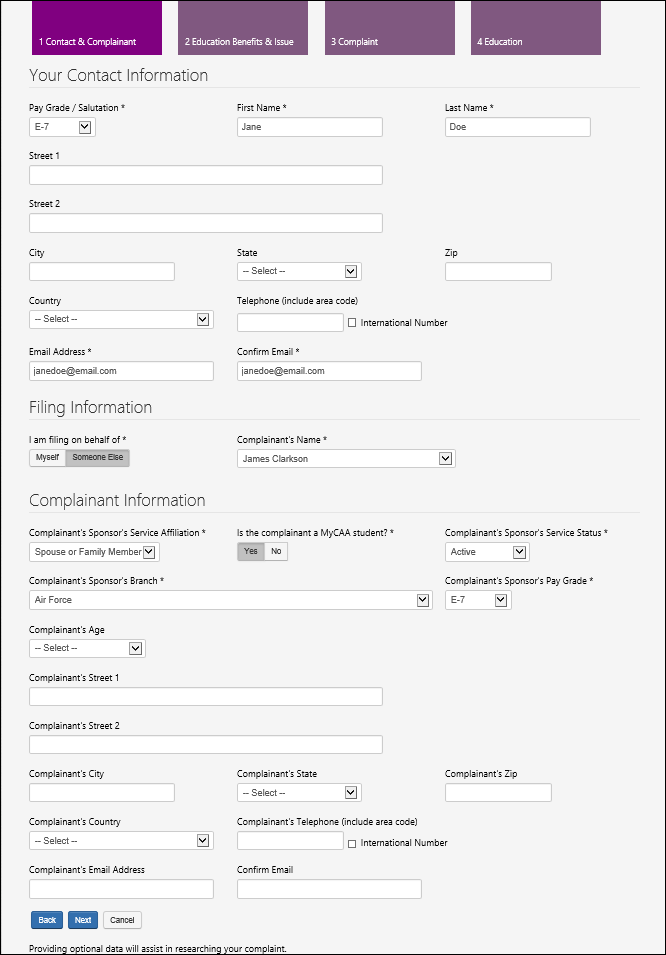 1 Contact & Complainant 2 Education Benefits & Issue 3 Complaint 4 Education
Your Contact Information
Pay Grade / Salutation * First Name * Last Name *
E-7 Jane Doe
Street 1
Street 2
City State Zip
-- Select --
Country Telephone (include area code)
-- Select -- International Number
Email Address * Confirm Email *
janedoe@email.com janedoe@email.com
Filing Information
I am filing on behalf of * Complainant's Name *
Myself Someone Else James Clarkson
Complainant Information
Complainant's Sponsor's Service Affiliation * Is the complainant a MyCAA student? * Complainant's Sponsor's Service Status *
Spouse or Family Member Yes No Active
Complainant's Sponsor's Branch * Complainant's Sponsor's Pay Grade *
Air Force E-7
Complainant's Age
-- Select --
Complainant's Street 1
Complainant's Street 2
Complainant's City Complainant's State Complainant's Zip
-- Select --
Complainant's Country Complainant's Telephone (include area code)
-- Select -- International Number
Complainant's Email Address Confirm Email
Back Next Cancel
Providing optional data will assist in researching your complaint.